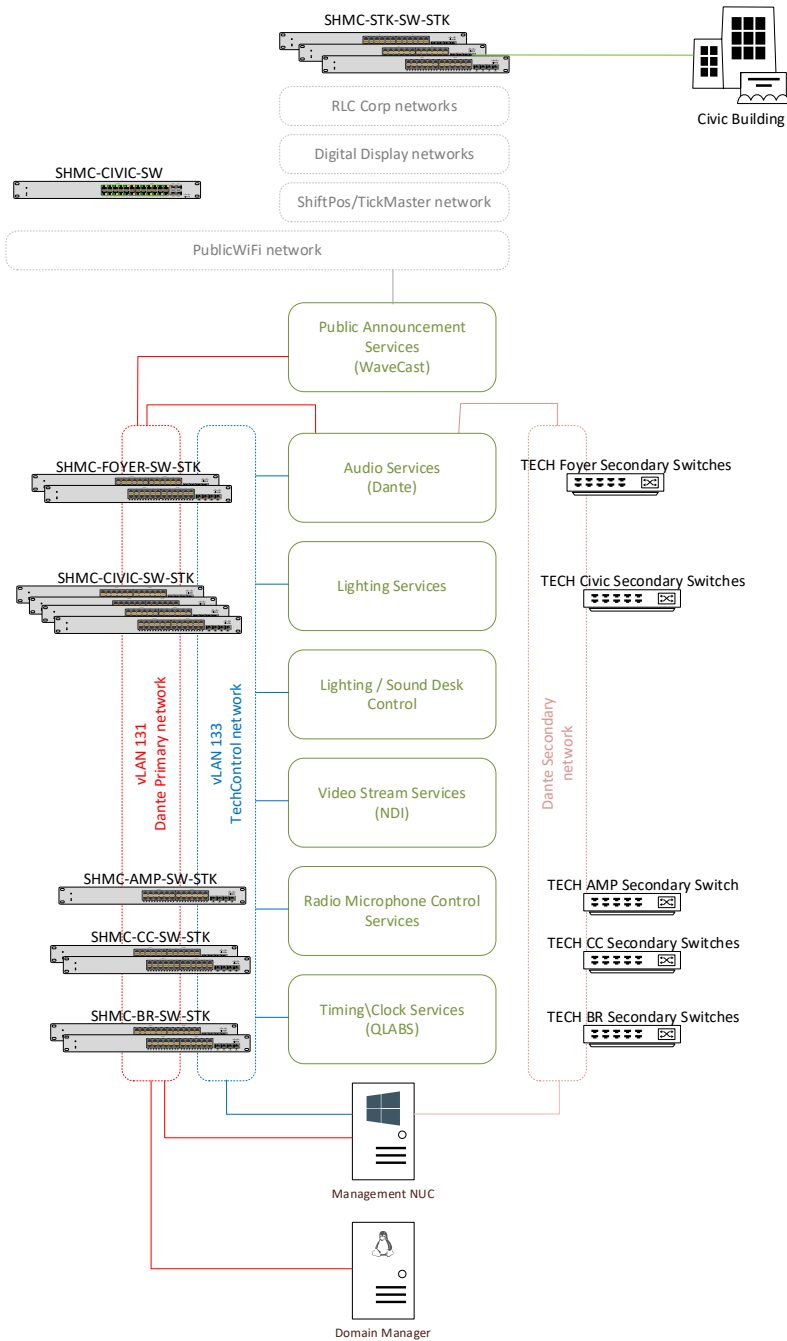 SHMC-STK-SW-STK
Civic Building
RLC Corp networks
Digital Display networks
SHMC-CIVIC-SW
ShiftPos/TickMaster network
PublicWiFi network
Public Announcement
Services
(WaveCast)
SHMC-FOYER-SW-STK
Audio Services
(Dante)
TECH Foyer Secondary Switches
SHMC-CIVIC-SW-STK
Lighting Services
TECH Civic Secondary Switches
Lighting / Sound Desk
Control
vLAN 131
Dante Primary network
vLAN 133
TechControl network
Dante Secondary
network
Video Stream Services
(NDI)
SHMC-AMP-SW-STK
Radio Microphone Control
Services
TECH AMP Secondary Switch
SHMC-CC-SW-STK
TECH CC Secondary Switches
SHMC-BR-SW-STK
Timing\Clock Services
(QLABS)
TECH BR Secondary Switches
Management NUC
Domain Manager